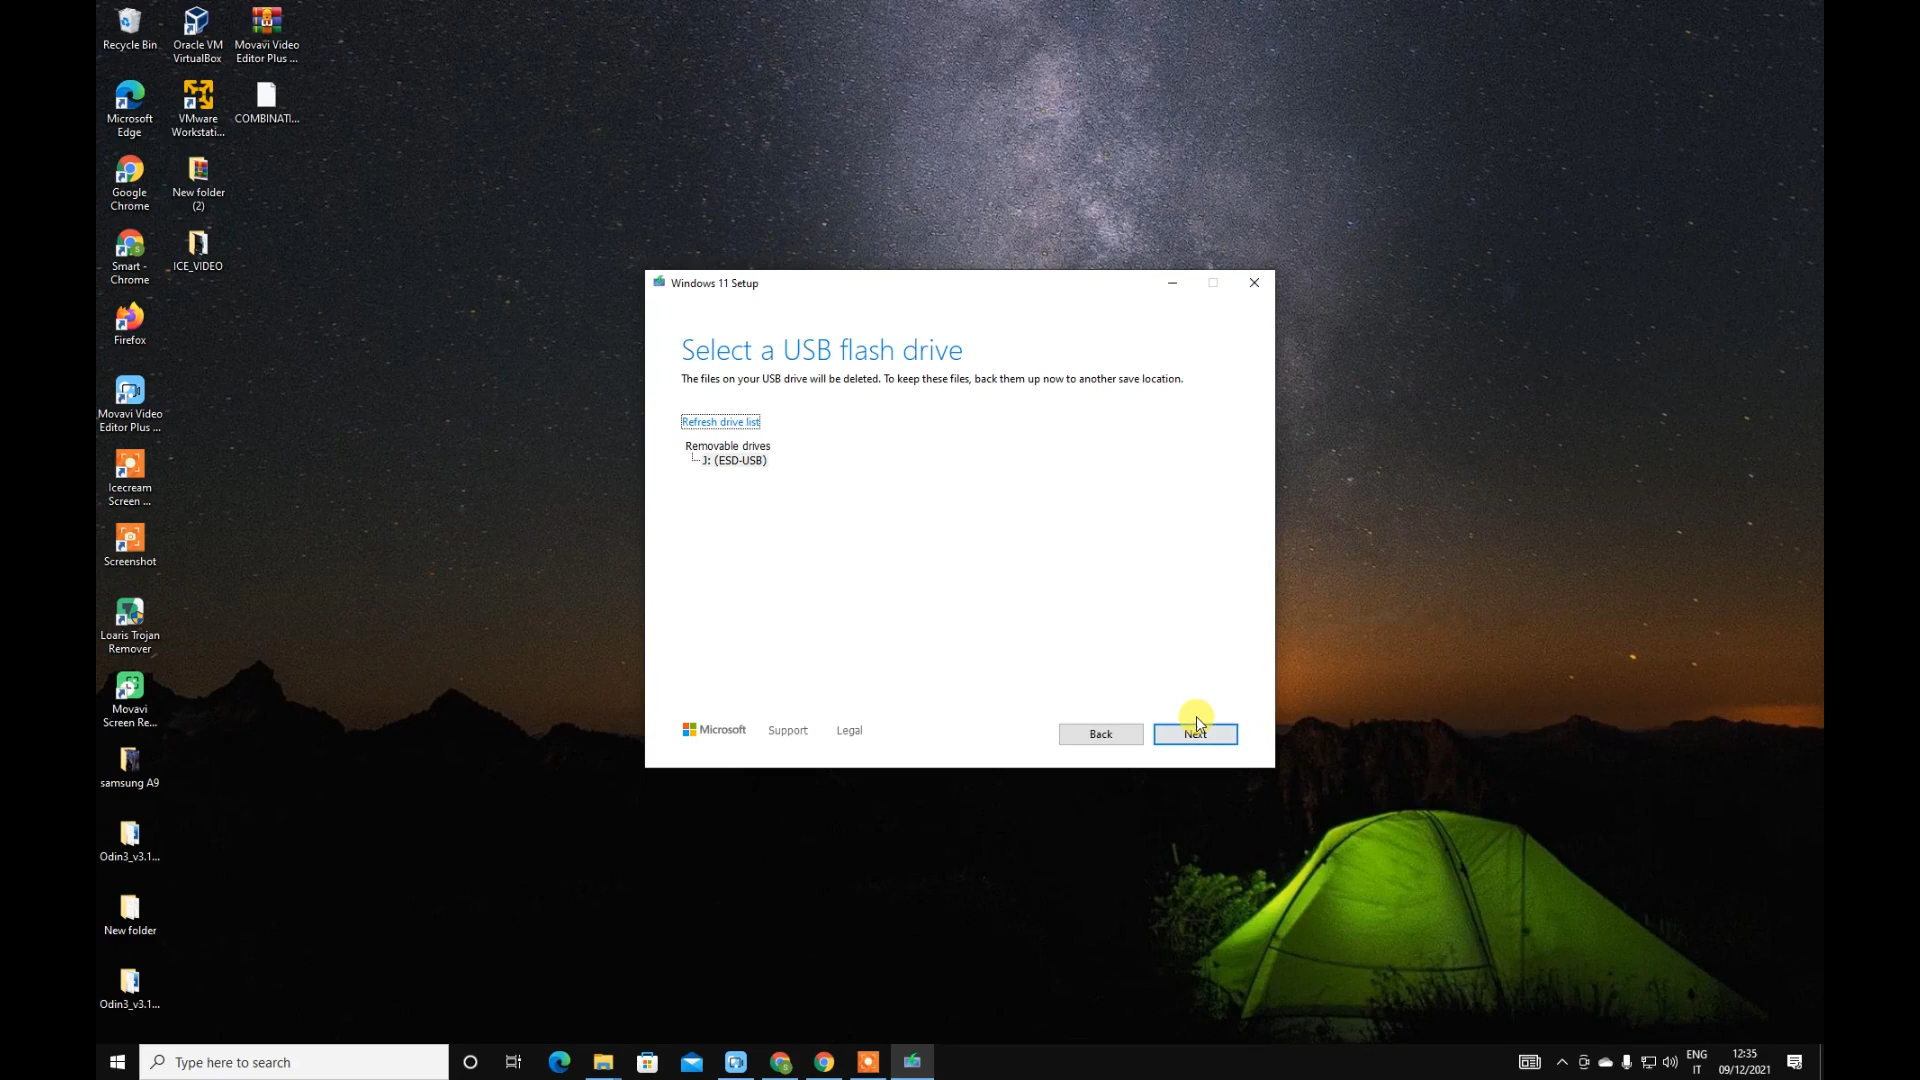 Recycle Bin
Oracle VM
VirtualBox
Movavi Video
Editor Plus ...
Microsoft
Edge
VMware
Workstati...
COMBINATI...
Google
Chrome
New folder
(2)
Smart -
Chrome
ICE_VIDEO
Firefox
Movavi Video
Editor Plus ...
Icecream
Screen ...
Screenshot
Loaris Trojan
Remover
Movavi
Screen Re...
samsung A9
Odin3_v3.1...
New folder
Odin3_v3.1...
Windows 11 Setup
Select a USB flash drive
The files on your USB drive will be deleted. To keep these files, back them up now to another save location.
Refresh drive list
Removable drives
J: (ESD-USB)
Microsoft
Support
Legal
Back
Next
Type here to search
ENG
IT
12:35
09/12/2021